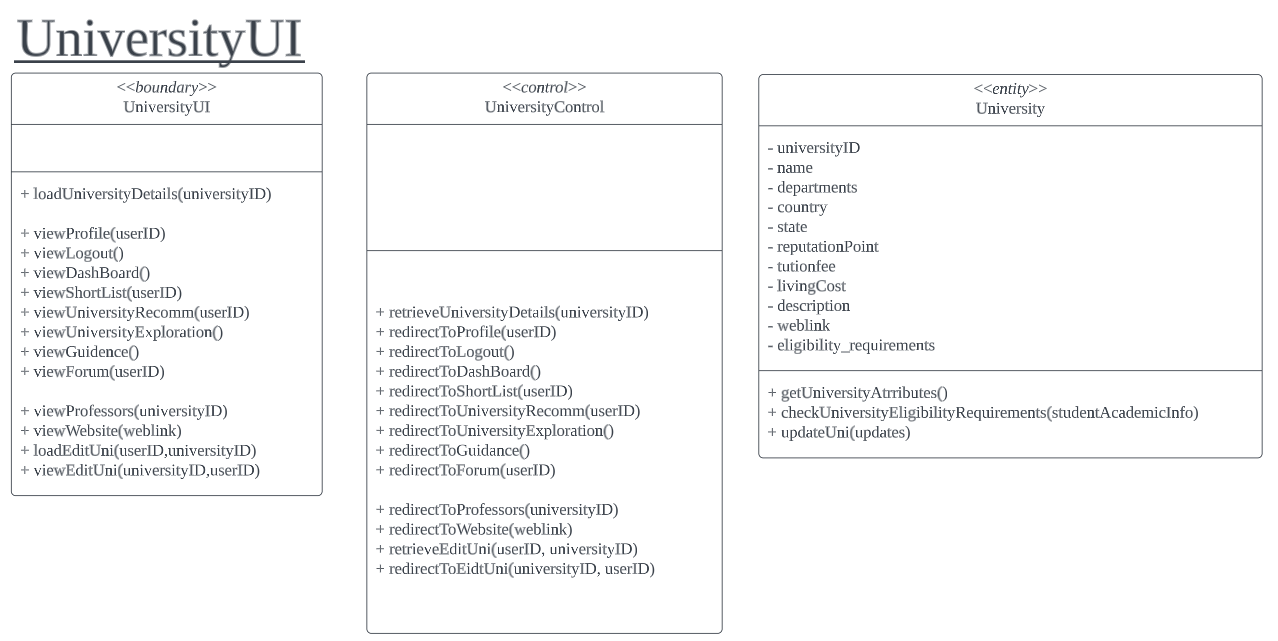 UniversityUI
<<boundary>>
UniversityUI
+ loadUniversityDetails(universityID)
+ viewProfile(userID)
+ viewLogout()
+ viewDashBoard()
+ viewShortList(userID)
+ viewUniversityRecomm(userID)
+ viewUniversityExploration()
+ viewGuidence()
+ viewForum(userID)
+ viewProfessors(universityID)
+ viewWebsite(weblink)
+ loadEditUni(userID,universityID)
+ viewEditUni(universityID,userID)
<<control>>
UniversityControl
+ retrieveUniversityDetails(universityID)
+ redirectToProfile(userID)
+ redirectToLogout()
+ redirectToDashBoard()
+ redirectToShortList(userID)
+ redirectToUniversityRecomm(userID)
+ redirectToUniversityExploration()
+ redirectToGuidance()
+ redirectToForum(userID)
+ redirectToProfessors(universityID)
+ redirectToWebsite(weblink)
+ retrieveEditUni(userID, universityID)
+ redirectToEidtUni(universityID, userID)
<<entity>>
University
- universityID
- name
- departments
- country
- state
- reputationPoint
- tutionfee
- livingCost
- description
- weblink
- eligibility_requirements
+ getUniversityAtrributes()
+ checkUniversityEligibilityRequirements(studentAcademicInfo)
+ updateUni(updates)